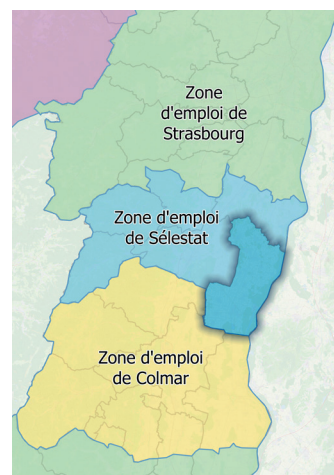 Zone
d'emploi de
Strasbourg
Zone d'emploi
de Sélestat
Zone d'emploi
de Colmar